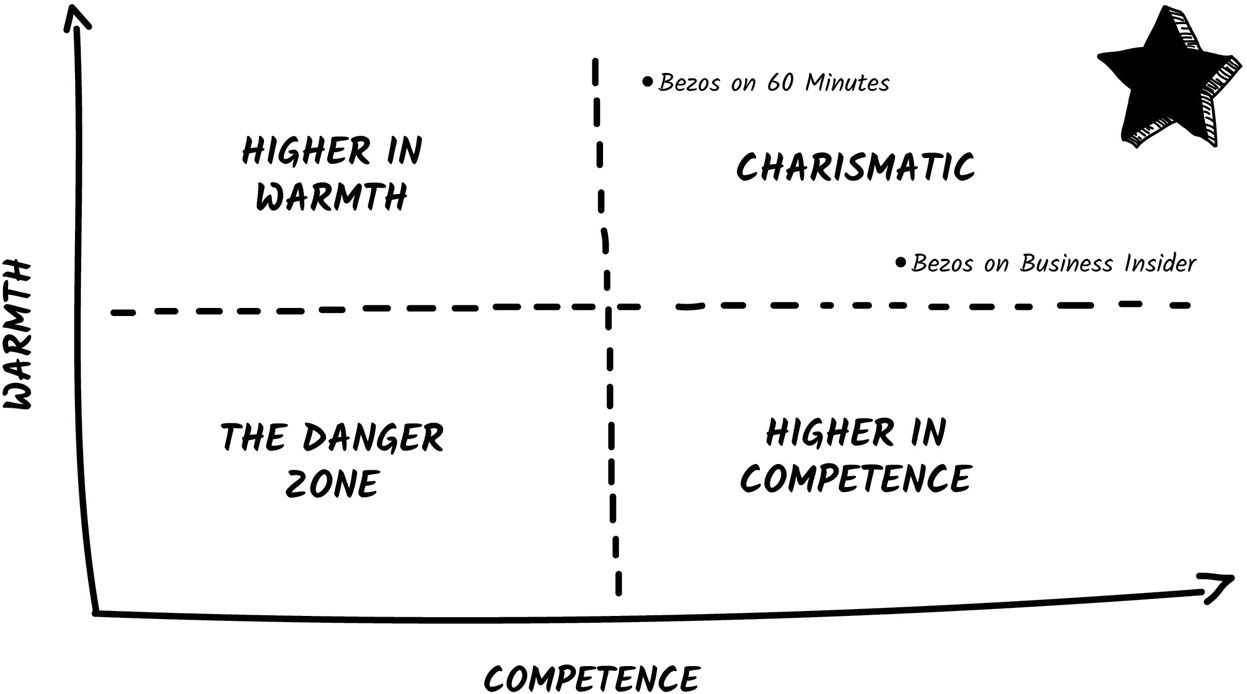 Bezos on 60 Minutes
HIGHER IN
WARMTH
CHARISMATIC
Bezos on Business Insider
WARMTH
THE DANGER
ZONE
HIGHER IN
COMPETENCE
COMPETENCE